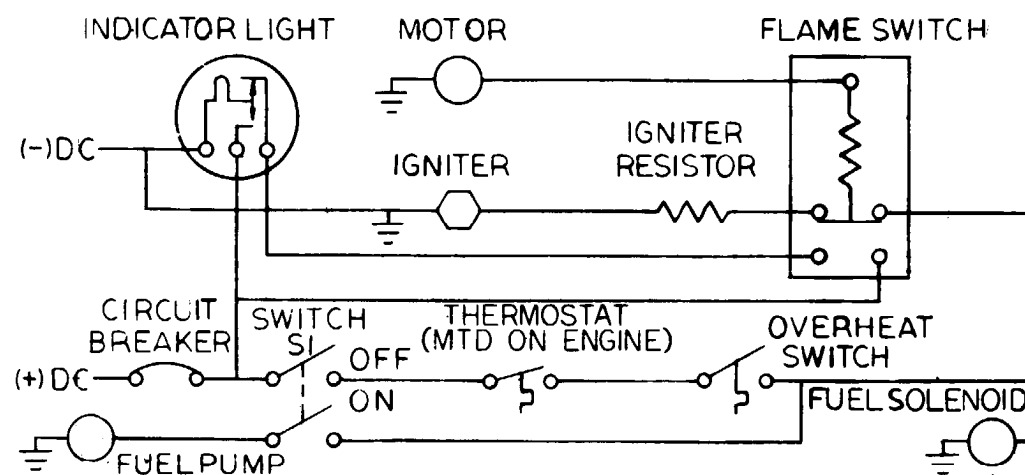 INDICATOR LIGHT
MOTOR
FLAME SWITCH
(-)DC
IGNITER
IGNITER
RESISTOR
CIRCUIT
BREAKER
SWITCH
S1
OFF
THERMOSTAT
(MTD ON ENGINE)
OVERHEAT
SWITCH
(+)DC
ON
FUEL SOLENOID
FUEL PUMP